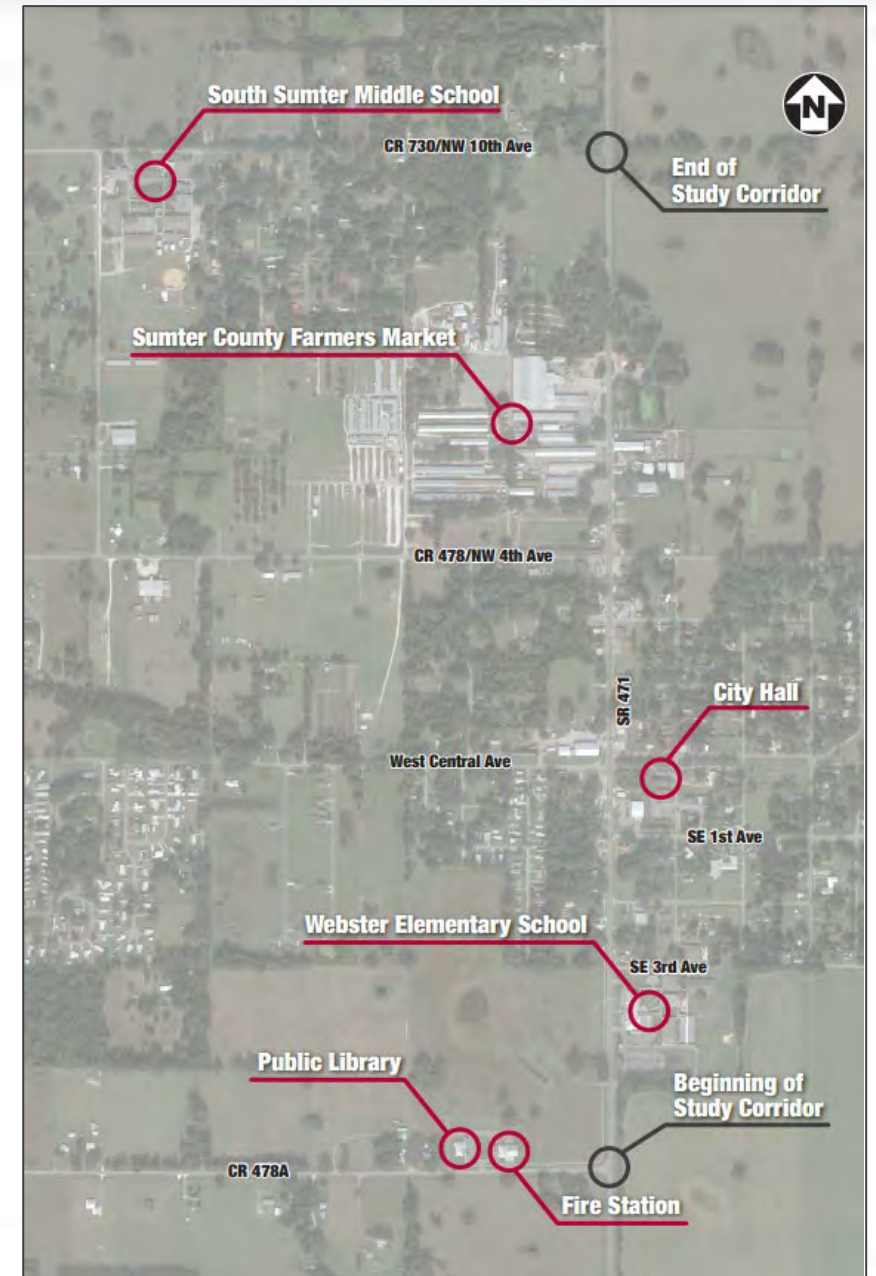 South Sumter Middle School
N
CR 730/NW 10th Ave
End of
Study Corridor
Sumter County Farmers Market
CR 478/NW 4th Ave
SR 471
City Hall
West Central Ave
SE 1st Ave
Webster Elementary School
SE 3rd Ave
Public Library
Beginning of
Study Corridor
CR 478A
Fire Station